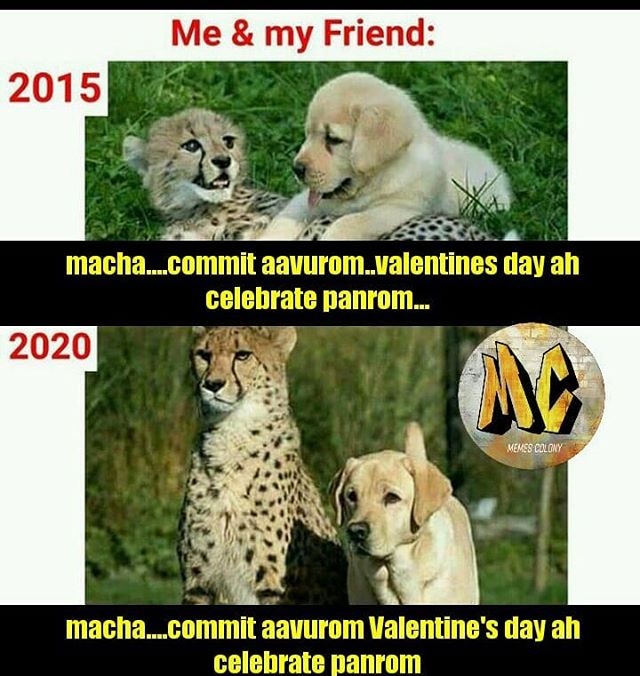 Me & my Friend:
2015
macha....commit aavurom..valentines day ah
celebrate panrom...
2020
MC
MEMES COLONY
macha....commit aavurom Valentine's day ah
celebrate panrom